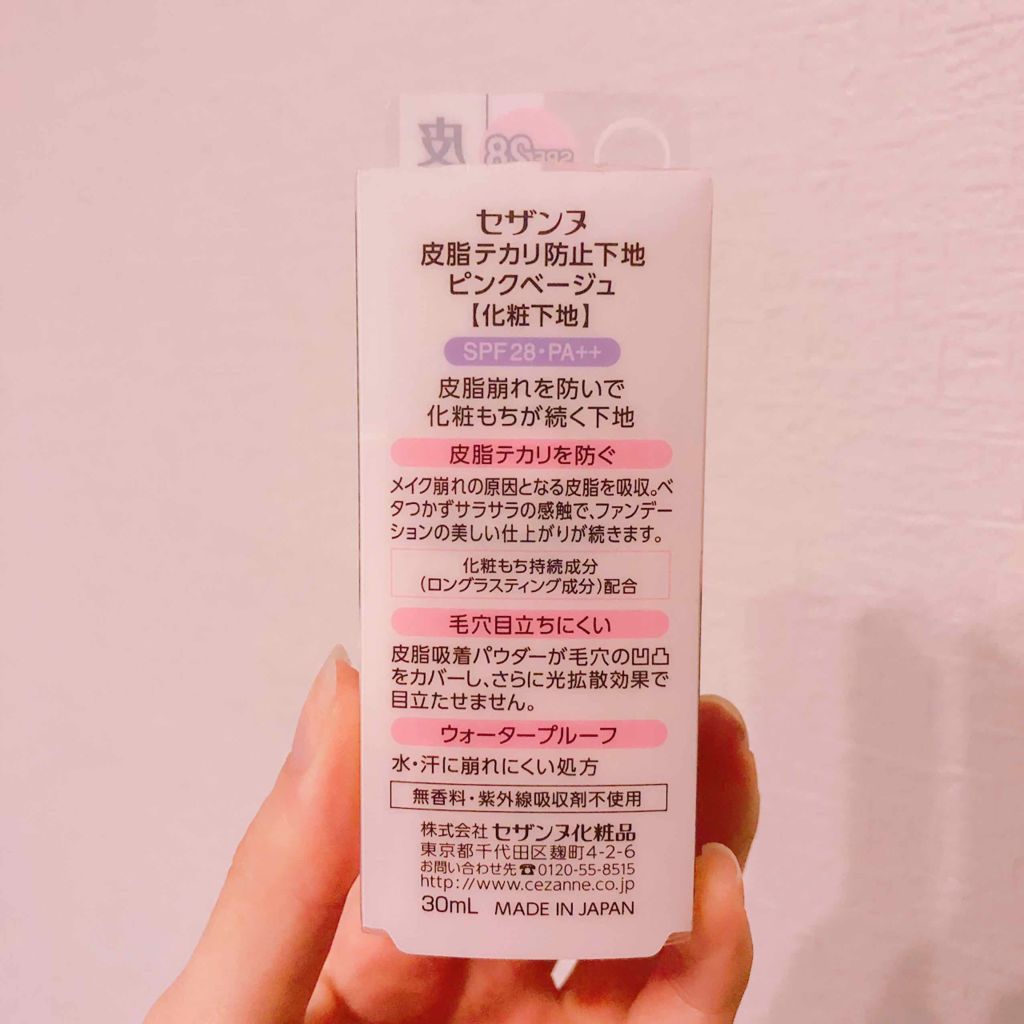 皮
SPF28
セザンヌ
皮脂テカリ防止下地
ピンクベージュ
【化粧下地】
SPF28・PA++
皮脂崩れを防いで
化粧もちが続く下地
皮脂テカリを防ぐ
メイク崩れの原因となる皮脂を吸収。ベ
タつかずサラサラの感触で、ファンデー
ションの美しい仕上がりが続きます。
化粧もち持続成分
(ロングラスティング成分)配合
毛穴目立ちにくい
皮脂吸着パウダーが毛穴の凹凸
をカバーし、さらに光拡散効果で
目立たせません。
ウォータープルーフ
水・汗に崩れにくい処方
無香料・紫外線吸収剤不使用
株式会社 セザンヌ化粧品
東京都千代田区麹町4-2-6
お問い合わせ先☎0120-55-8515
http://www.cezanne.co.jp
30mL MADE IN JAPAN